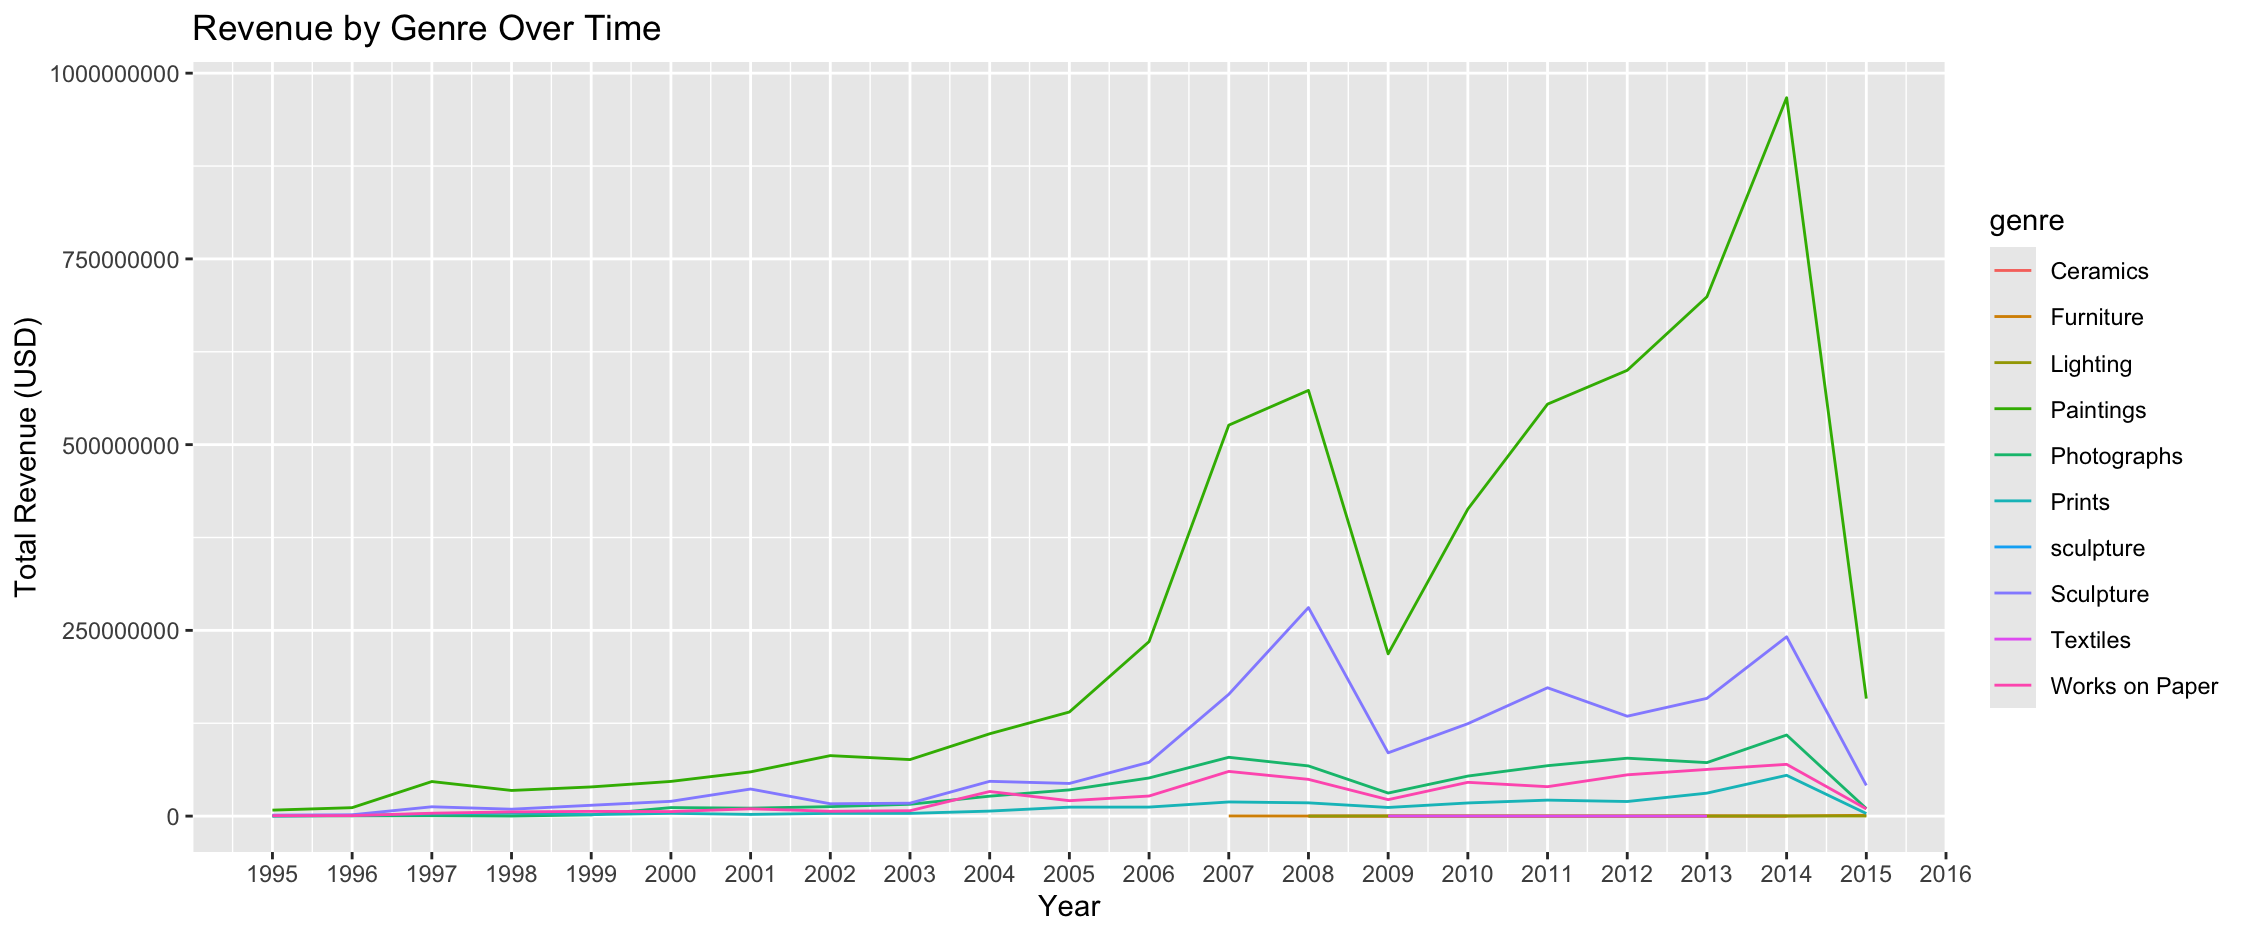 Revenue by Genre Over Time
Total Revenue (USD)
1000000000
750000000
500000000
250000000
0
1995 1996 1997 1998 1999 2000 2001 2002 2003 2004 2005 2006 2007 2008 2009 2010 2011 2012 2013 2014 2015 2016
Year
genre
Ceramics
Furniture
Lighting
Paintings
Photographs
Prints
sculpture
Sculpture
Textiles
Works on Paper